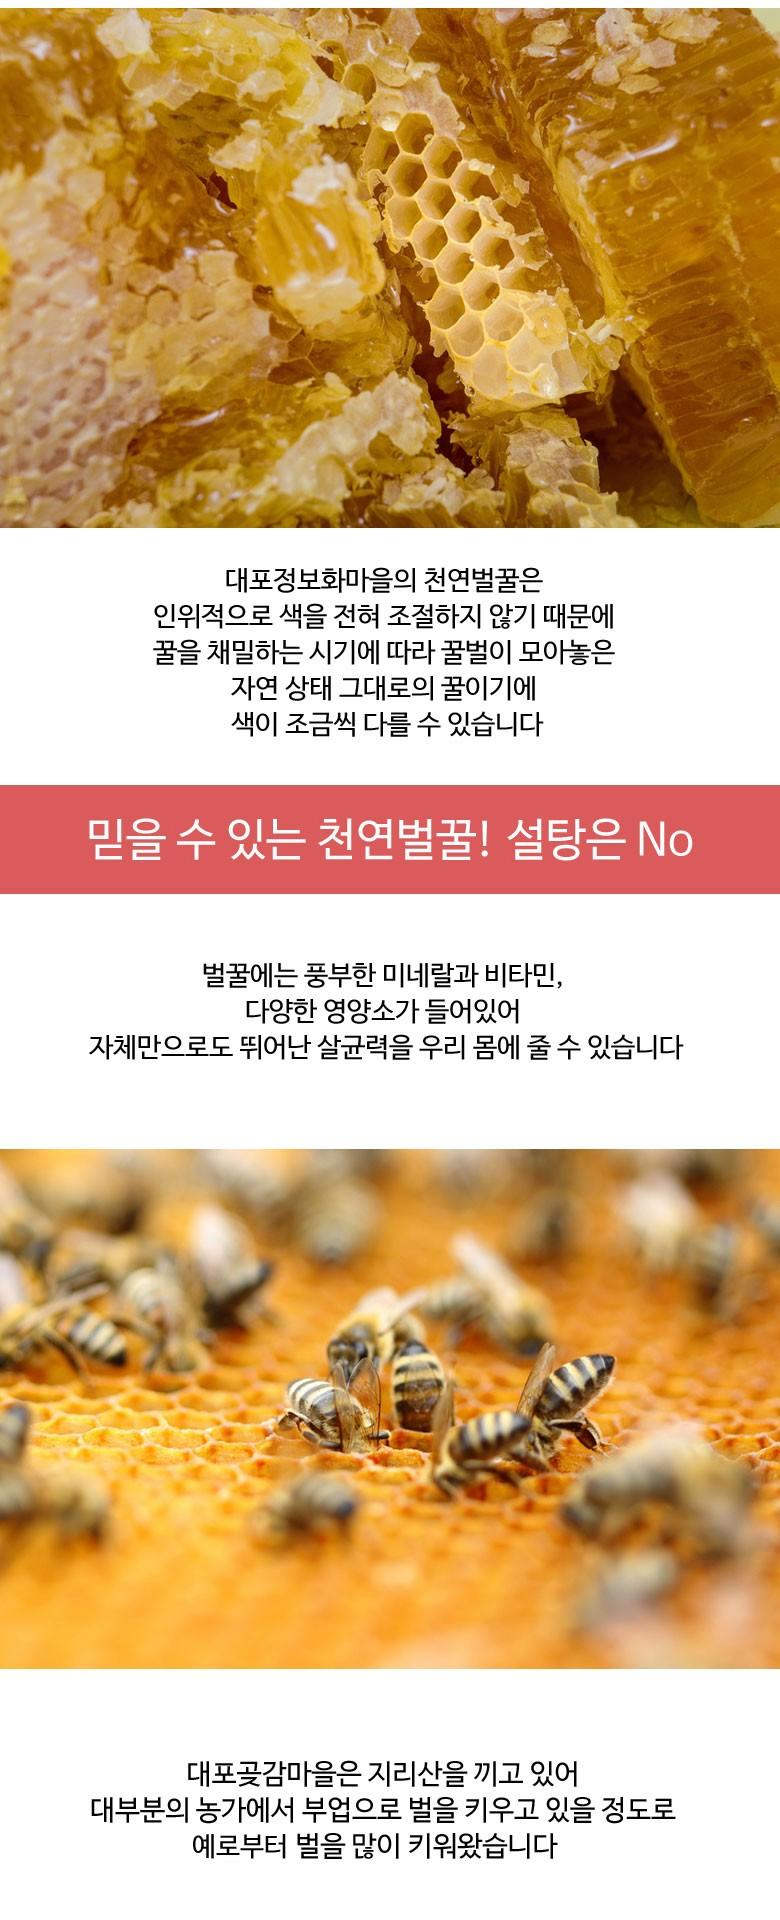 대포정보화마을의 천연벌꿀은
인위적으로 색을 전혀 조절하지 않기 때문에
꿀을 채밀하는 시기에 따라 꿀벌이 모아놓은
자연 상태 그대로의 꿀이기에
색이 조금씩 다를 수 있습니다
믿을 수 있는 천연벌꿀! 설탕은 No
벌꿀에는 풍부한 미네랄과 비타민,
다양한 영양소가 들어있어
자체만으로도 뛰어난 살균력을 우리 몸에 줄 수 있습니다
대포곶감마을은 지리산을 끼고 있어
대부분의 농가에서 부업으로 벌을 키우고 있을 정도로
예로부터 벌을 많이 키워왔습니다